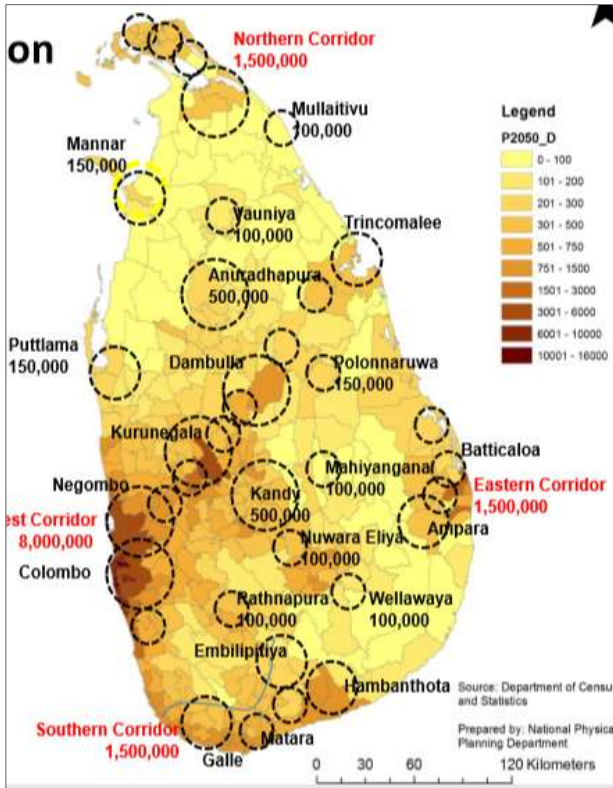 on
Northern Corridor
1,500,000
Mullaitivu
100,000
Mannar
150,000
Vauniya
100,000
Trincomalee
Anuradhapura
500,000
Puttlama
150,000
Dambulla
Polonnaruwa
150,000
Kurunegala
Batticaloa
Mahiyangana
100,000
Negombo
Kandy
500,000
Eastern Corridor
1,500,000
est Corridor
8,000,000
Ampara
Nuwara Eliya
100,000
Colombo
Rathnapura
100,000
Wellawaya
100,000
Embilipitiya
Hambanthota
Southern Corridor
1,500,000
Matara
Galle
Legend
P2050_D
0 - 100
101 - 200
201 - 300
301 - 500
501 - 750
751 - 1500
1501 - 3000
3001 - 6000
6001 - 10000
10001 - 16000
Source: Department of Censu
and Statistics
Prepared by: National Physica
Planning Department
0 30 60 120 Kilometers